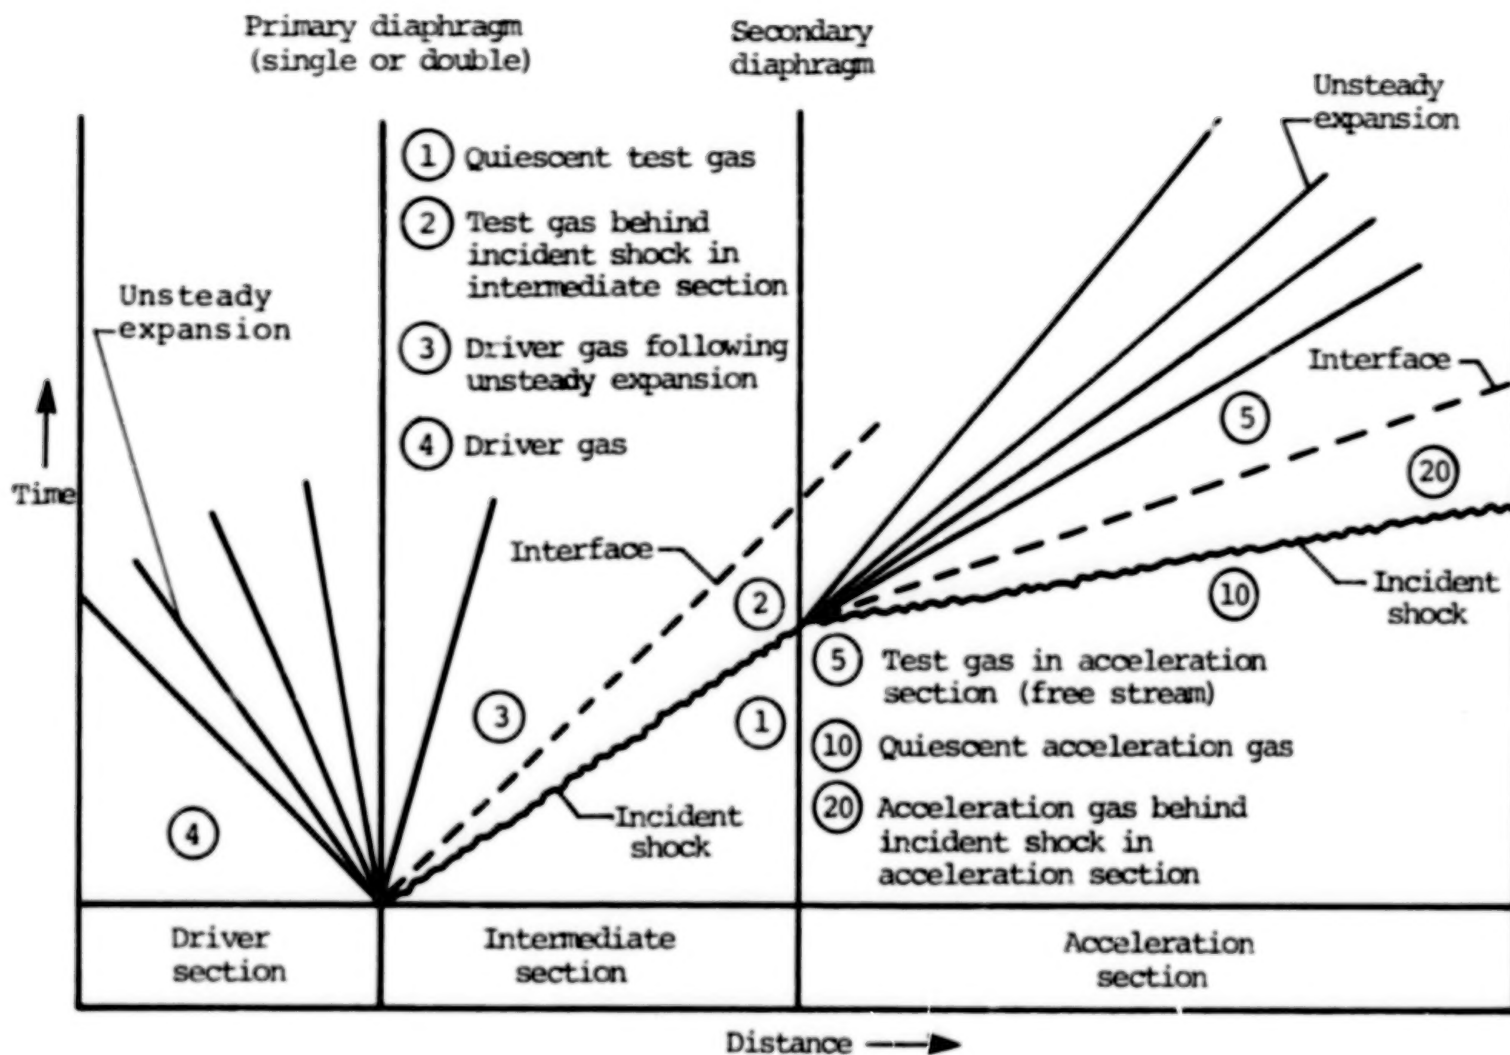 Primary diaphragm
(single or double)
Secondary
diaphragm
Unsteady
expansion
1 Quiescent test gas
2 Test gas behind
incident shock in
intermediate section
3 Driver gas following
unsteady expansion
4 Driver gas
Unsteady
expansion
Time
Interface
Interface
5
20
10
Incident
shock
2
3
1
4
Incident
shock
5 Test gas in acceleration
section (free stream)
10 Quiescent acceleration gas
20 Acceleration gas behind
incident shock in
acceleration section
Driver
section
Intermediate
section
Acceleration
section
Distance